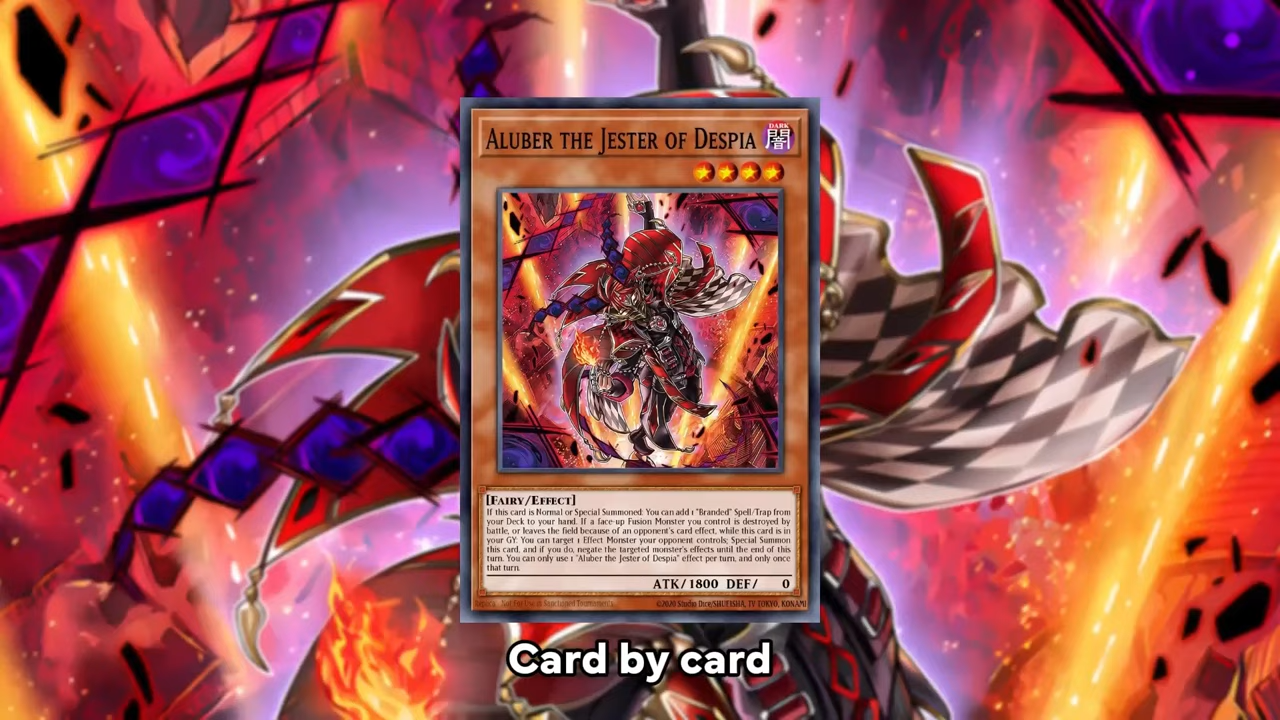 ALUBER THE JESTER OF DESPIA
DARK
闇
[FAIRY/EFFECT]
If this card is Normal or Special Summoned: You can add 1 "Branded" Spell/Trap from
your Deck to your hand. If a face-up Fusion Monster you control is destroyed by
battle, or leaves the field because of an opponent's card effect, while this card is in
your GY: You can target 1 Effect Monster your opponent controls; Special Summon
this card, and if you do, negate the targeted monster's effects until the end of this
turn. You can only use 1 "Aluber the Jester of Despia" effect per turn, and only once
that turn.
ATK/1800 DEF/ 0
Replica - Not For Use in Sanctioned Tournaments
©2020 Studio Dice/SHUEISHA, TV TOKYO, KONAMI
Card by card